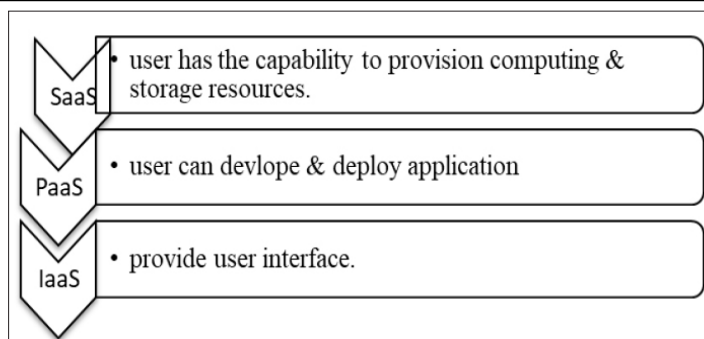 SaaS
• user has the capability to provision computing &
storage resources.
PaaS
• user can devlope & deploy application
IaaS
• provide user interface.